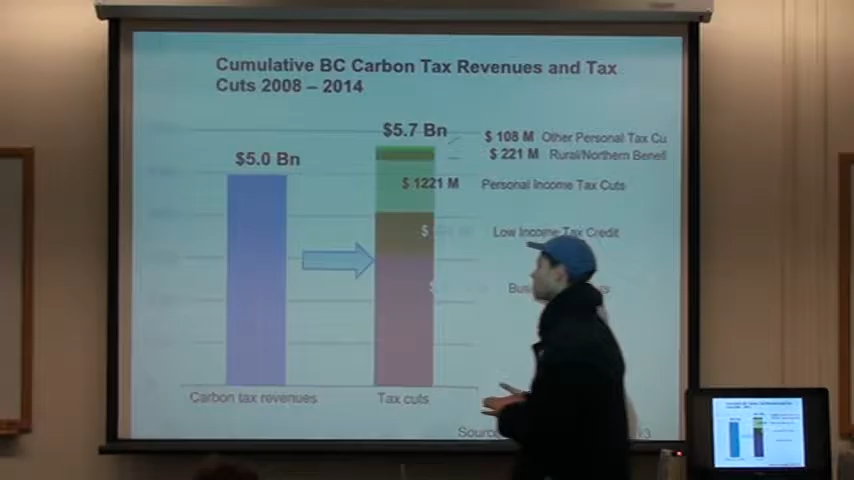 Cumulative BC Carbon Tax Revenues and Tax
Cuts 2008 – 2014
$5.7 Bn
$5.0 Bn
$ 108 M Other Personal Tax Cu
$ 221 M Rural/Northern Benefi
$ 1221 M Personal Income Tax Cuts
$ Low Income Tax Credit
$
Carbon tax revenues
Tax cuts